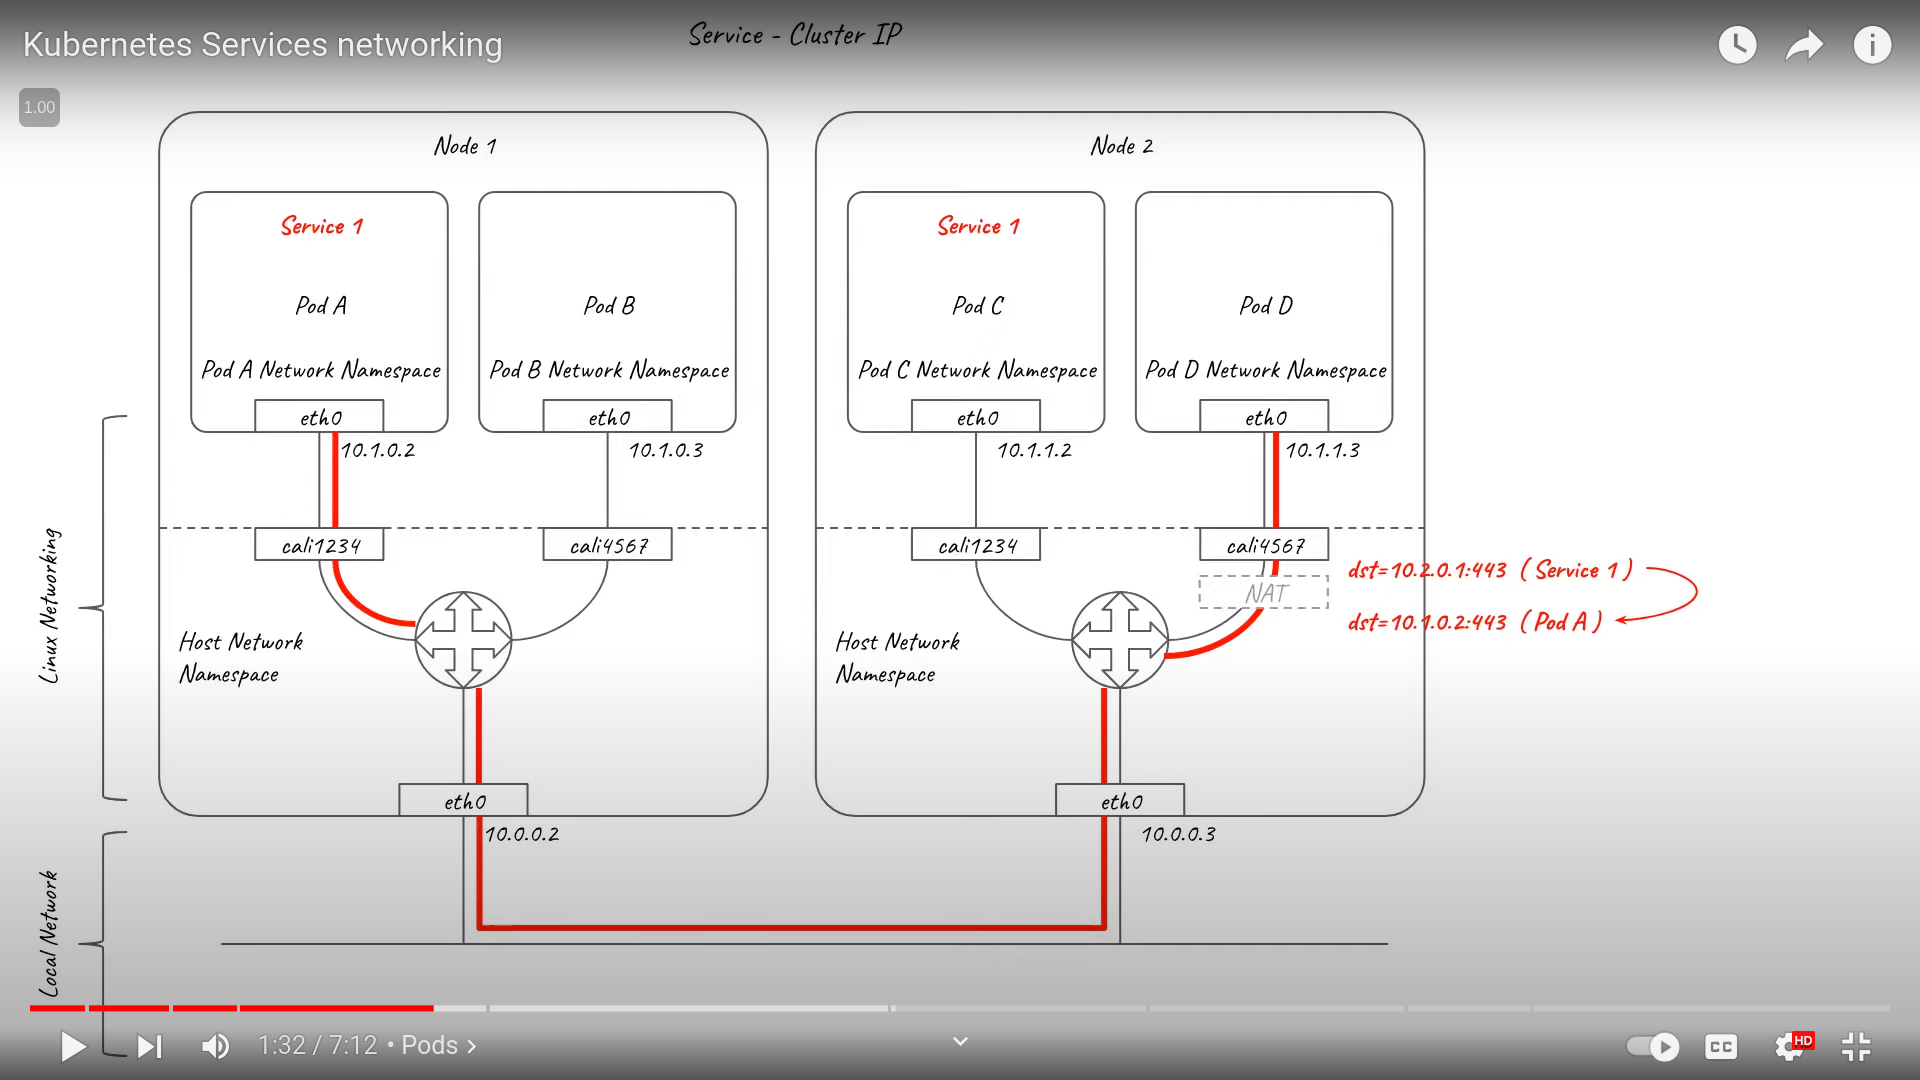 Kubernetes Services networking
Service - Cluster IP
1.00
Node 1
Service 1
Pod A
Pod A Network Namespace
eth0
10.1.0.2
Pod B
Pod B Network Namespace
eth0
10.1.0.3
cali1234
cali4567
Host Network
Namespace
eth0
10.0.0.2
Node 2
Service 1
Pod C
Pod C Network Namespace
eth0
10.1.1.2
Pod D
Pod D Network Namespace
eth0
10.1.1.3
cali1234
cali4567
NAT
dst=10.2.0.1:443 ( Service 1 )
dst=10.1.0.2:443 ( Pod A )
Host Network
Namespace
eth0
10.0.0.3
Linux Networking
Local Network
1:32 / 7:12 • Pods >
CC
HD